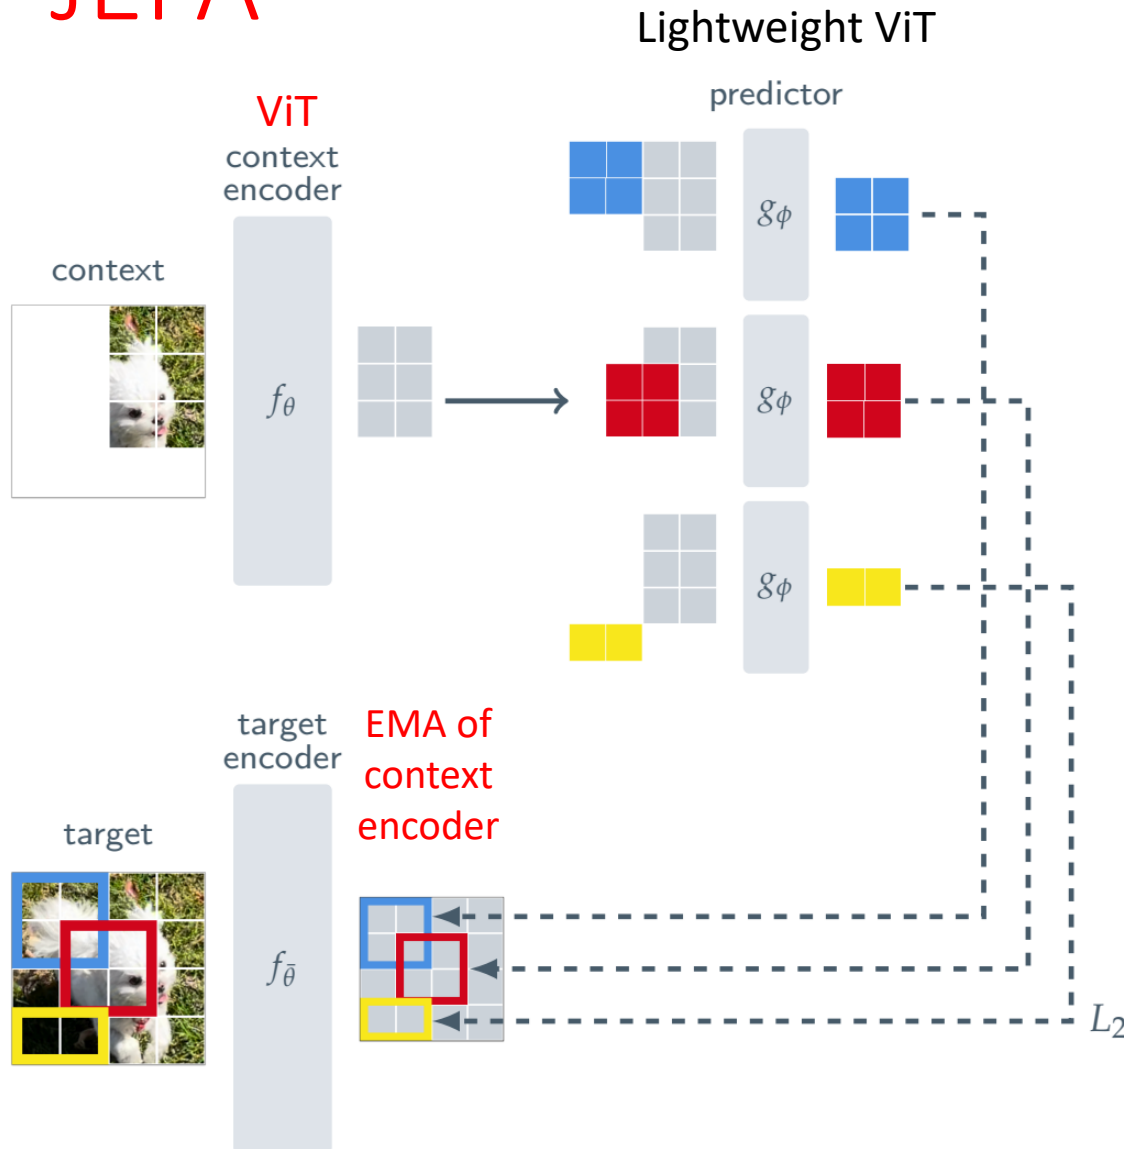 JEPA
Lightweight ViT
predictor
ViT
context
encoder
context
fθ
gϕ
gϕ
gϕ
target
encoder
EMA of
context
encoder
target
fθ̄
L2